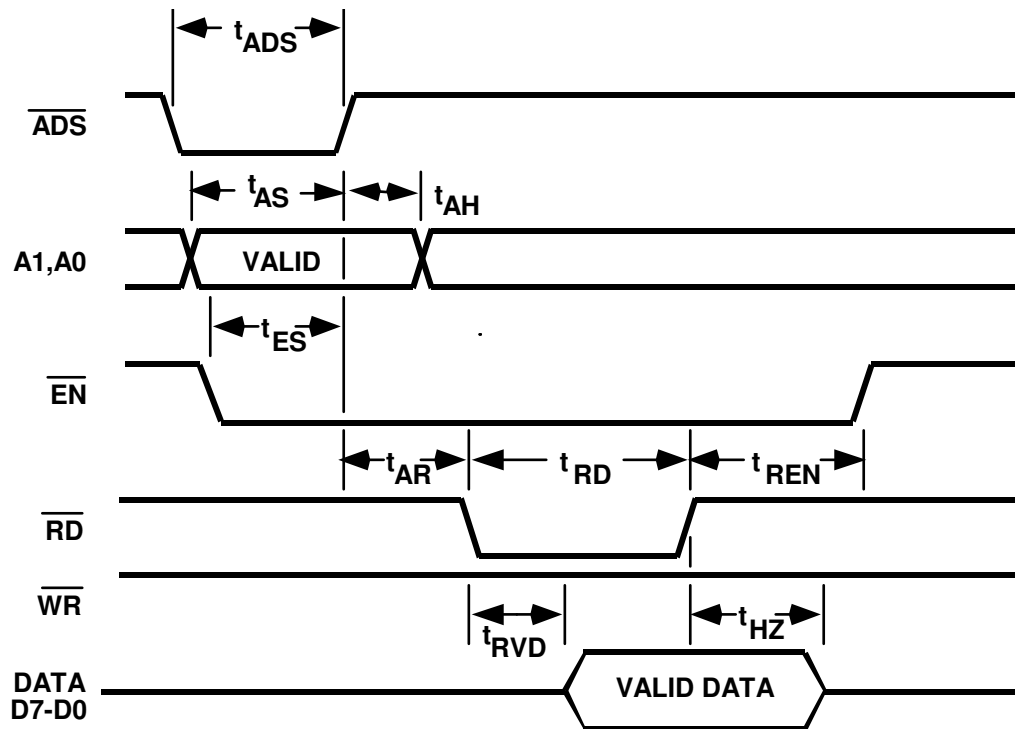 tADS
ADS
tAS
tAH
A1,A0
VALID
tES
EN
tAR
tRD
tREN
RD
WR
tRVD
tHZ
DATA
D7-D0
VALID DATA